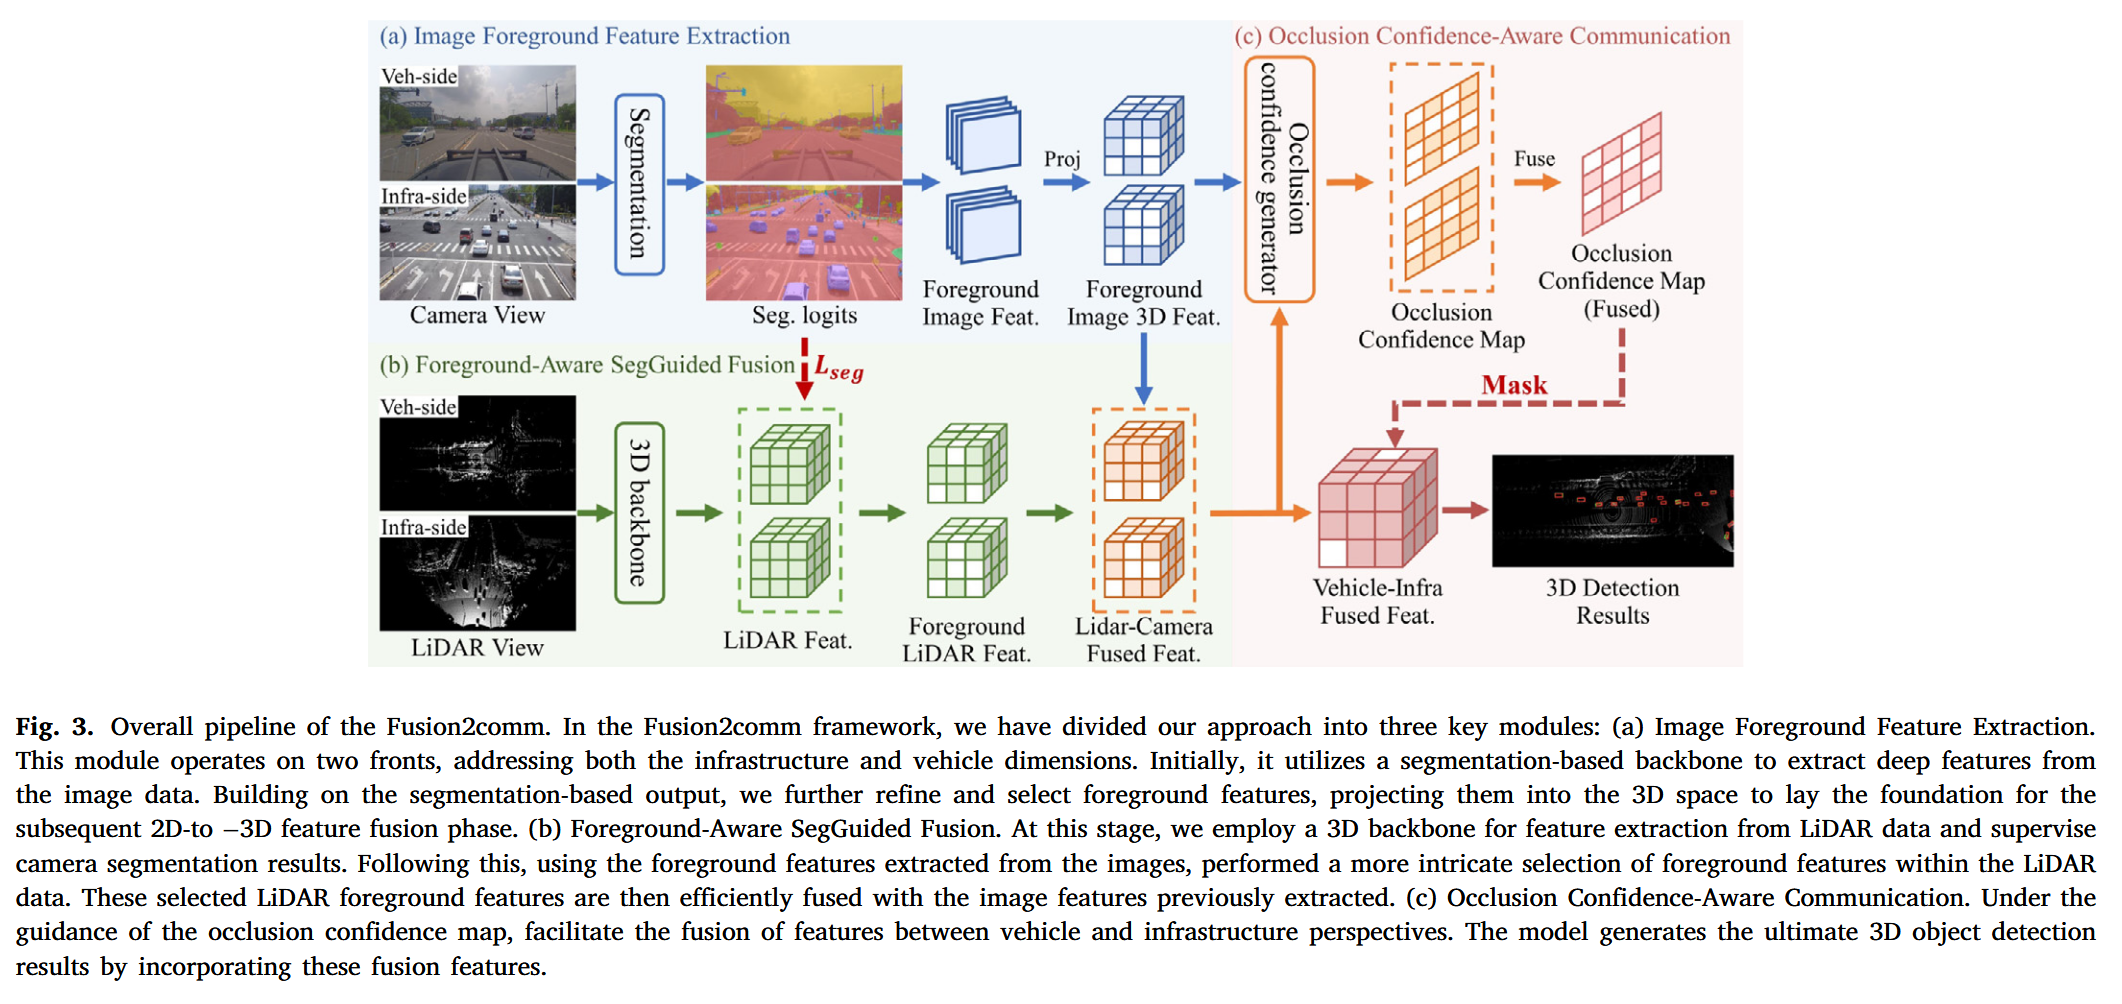 (a) Image Foreground Feature Extraction
Veh-side
Infra-side
Camera View
Segmentation
Seg. logits
Foreground
Image Feat.
Proj
Foreground
Image 3D Feat.
(b) Foreground-Aware SegGuided Fusion
L_seg
Veh-side
Infra-side
LiDAR View
3D backbone
LiDAR Feat.
Foreground
LiDAR Feat.
Lidar-Camera
Fused Feat.
(c) Occlusion Confidence-Aware Communication
Occlusion
confidence generator
Occlusion
Confidence Map
Fuse
Occlusion
Confidence Map
(Fused)
Mask
Vehicle-Infra
Fused Feat.
3D Detection
Results
Fig. 3. Overall pipeline of the Fusion2comm. In the Fusion2comm framework, we have divided our approach into three key modules: (a) Image Foreground Feature Extraction.
This module operates on two fronts, addressing both the infrastructure and vehicle dimensions. Initially, it utilizes a segmentation-based backbone to extract deep features from
the image data. Building on the segmentation-based output, we further refine and select foreground features, projecting them into the 3D space to lay the foundation for the
subsequent 2D-to −3D feature fusion phase. (b) Foreground-Aware SegGuided Fusion. At this stage, we employ a 3D backbone for feature extraction from LiDAR data and supervise
camera segmentation results. Following this, using the foreground features extracted from the images, performed a more intricate selection of foreground features within the LiDAR
data. These selected LiDAR foreground features are then efficiently fused with the image features previously extracted. (c) Occlusion Confidence-Aware Communication. Under the
guidance of the occlusion confidence map, facilitate the fusion of features between vehicle and infrastructure perspectives. The model generates the ultimate 3D object detection
results by incorporating these fusion features.